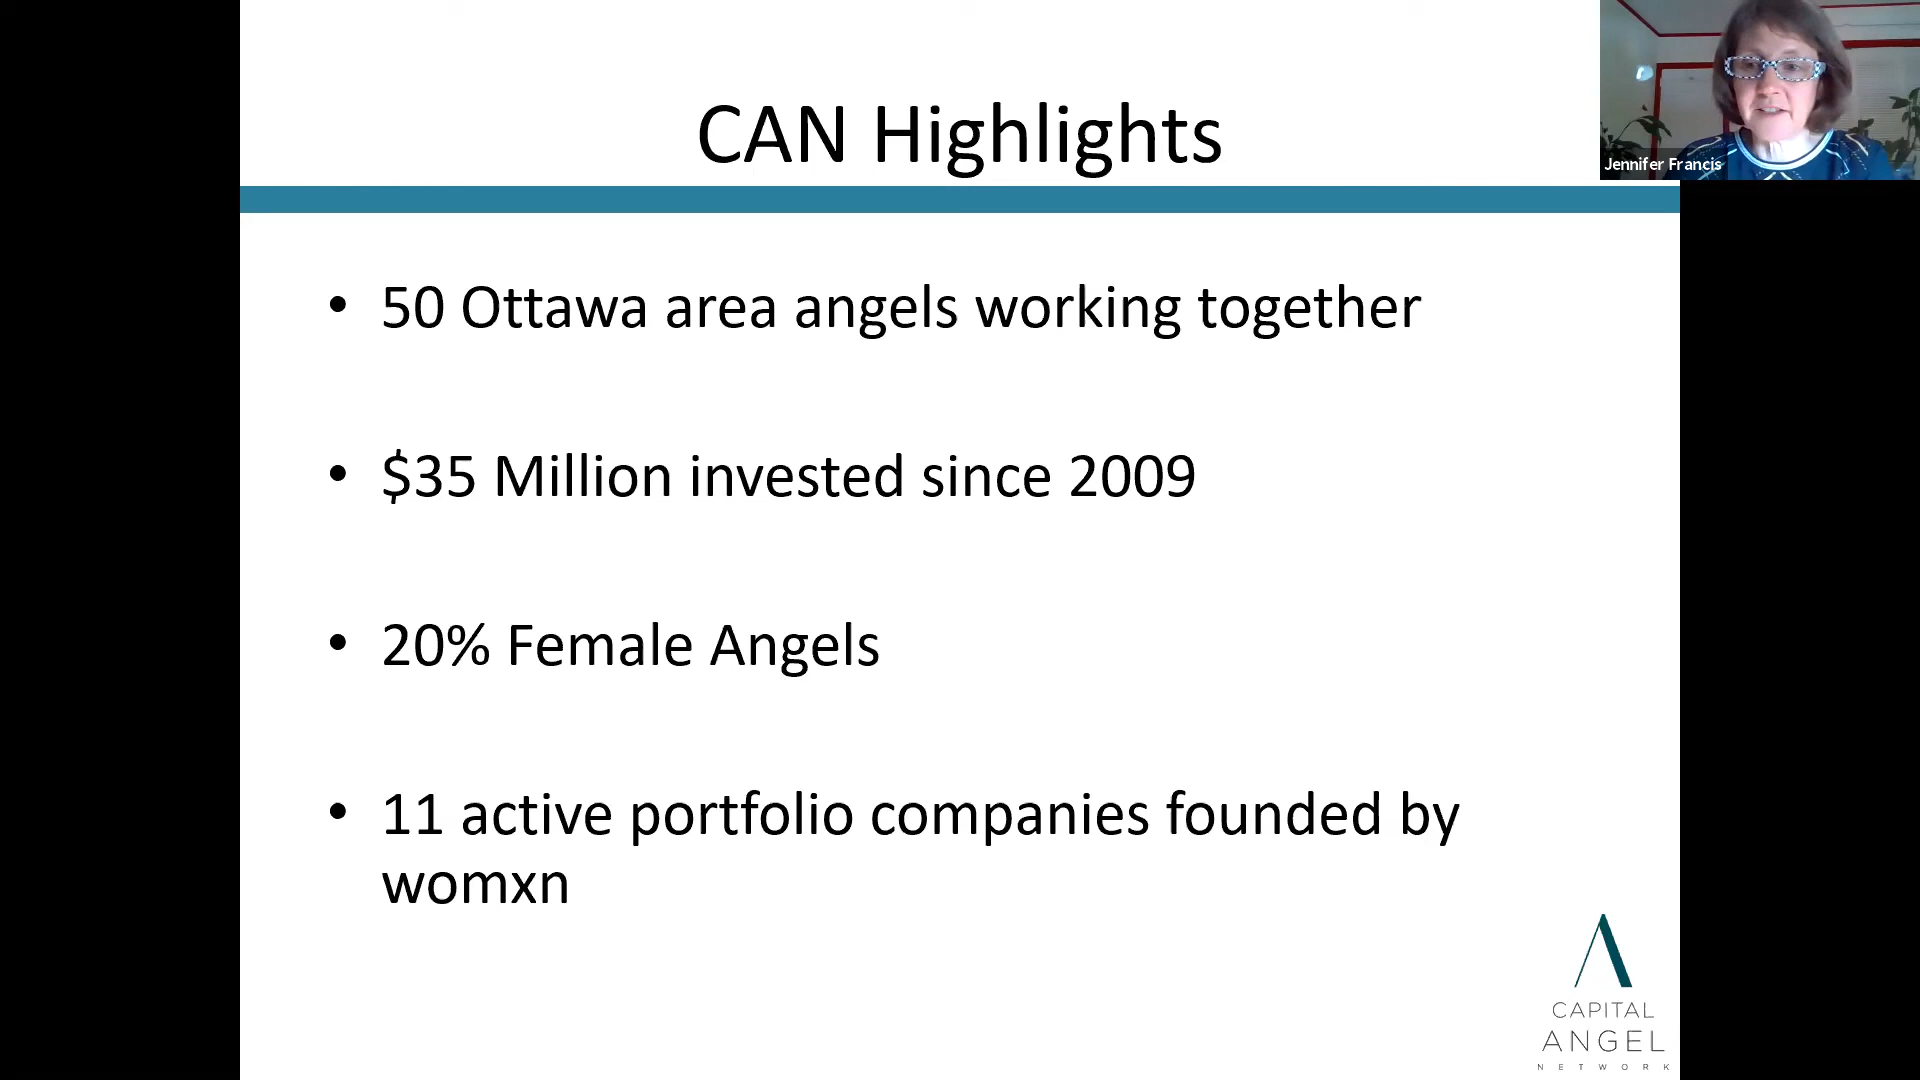 CAN Highlights
Jennifer Francis
• 50 Ottawa area angels working together
• $35 Million invested since 2009
• 20% Female Angels
• 11 active portfolio companies founded by
womxn
CAPITAL
ANGEL
NETWORK